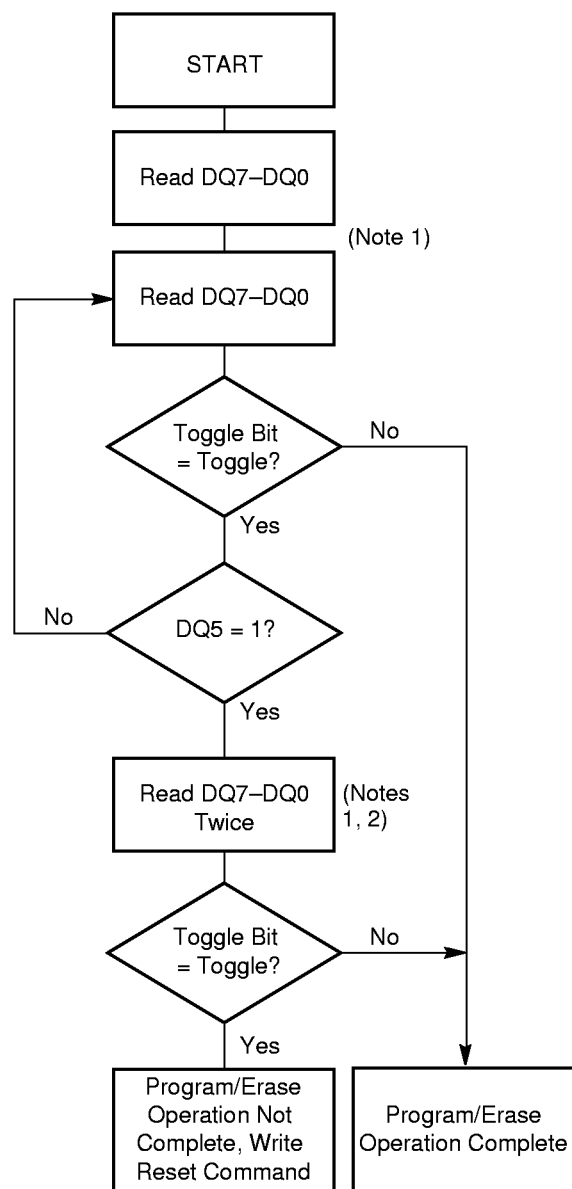 START
Read DQ7–DQ0
(Note 1)
Read DQ7–DQ0
Toggle Bit
= Toggle?
No
Yes
DQ5 = 1?
No
Yes
Read DQ7–DQ0
Twice
(Notes
1, 2)
Toggle Bit
= Toggle?
No
Yes
Program/Erase
Operation Not
Complete, Write
Reset Command
Program/Erase
Operation Complete